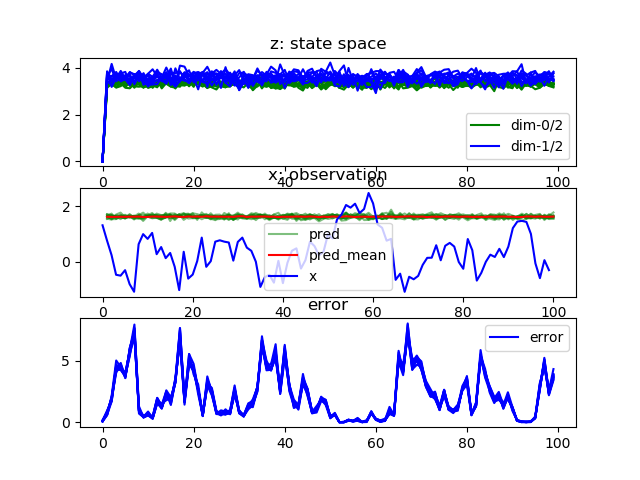 z: state space
4
2
0
dim-0/2
dim-1/2
0 20 40 60 80 100
x: observation
2
0
pred
pred_mean
x
0 20 40 60 80 100
error
5
0
error
0 20 40 60 80 100